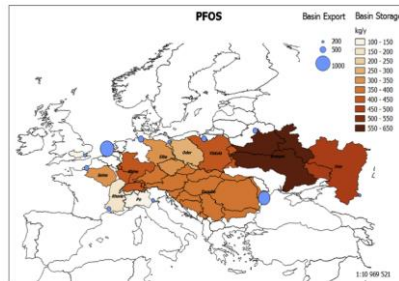 PFOS
Basin Export
200
500
1000
Basin Storage
kg/y
100 - 150
150 - 200
200 - 250
250 - 300
300 - 350
350 - 400
400 - 450
450 - 500
500 - 550
550 - 650
Elbe
Oder
Vistula
Rhine
Seine
Rhone
Po
Danube
Dnieper
Don
1:10 969 521